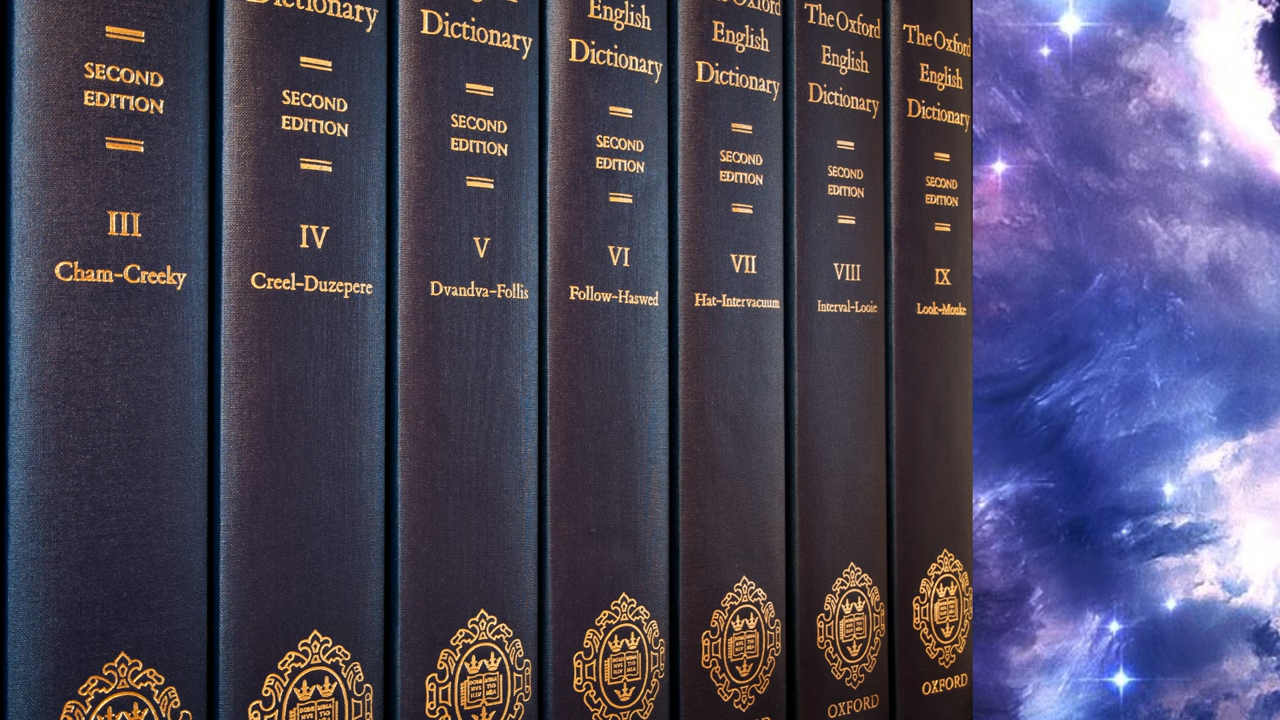 Dictionary
SECOND
EDITION
III
Cham-Creeky
Dictionary
SECOND
EDITION
IV
Creel-Duzepere
Dictionary
SECOND
EDITION
V
Dvandva-Follis
English
Dictionary
SECOND
EDITION
VI
Follow-Haswed
Oxford
English
Dictionary
SECOND
EDITION
VII
Hat-Intervacuum
The Oxford
English
Dictionary
SECOND
EDITION
VIII
Interval-Looie
OXFORD
The Oxford
English
Dictionary
SECOND
EDITION
IX
Look-Mouke
OXFORD